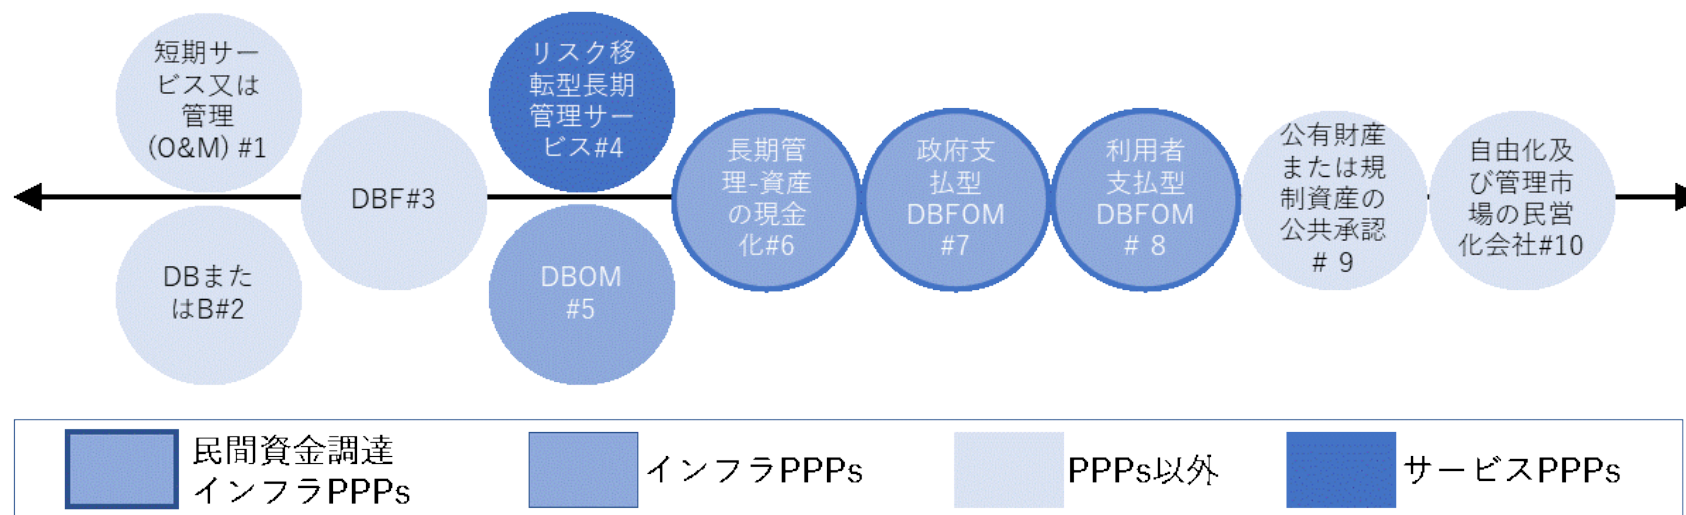 短期サー
ビス又は
管理
(O&M) #1
DBまた
はB#2
DBF#3
リスク移
転型長期
管理サー
ビス#4
DBOM
#5
長期管
理-資産
の現金
化#6
政府支
払型
DBFOM
#7
利用者
支払型
DBFOM
# 8
公有財産
または規
制資産の
公共承認
# 9
自由化及
び管理市
場の民営
化会社#10
民間資金調達
インフラPPPs
インフラPPPs
PPPs以外
サービスPPPs